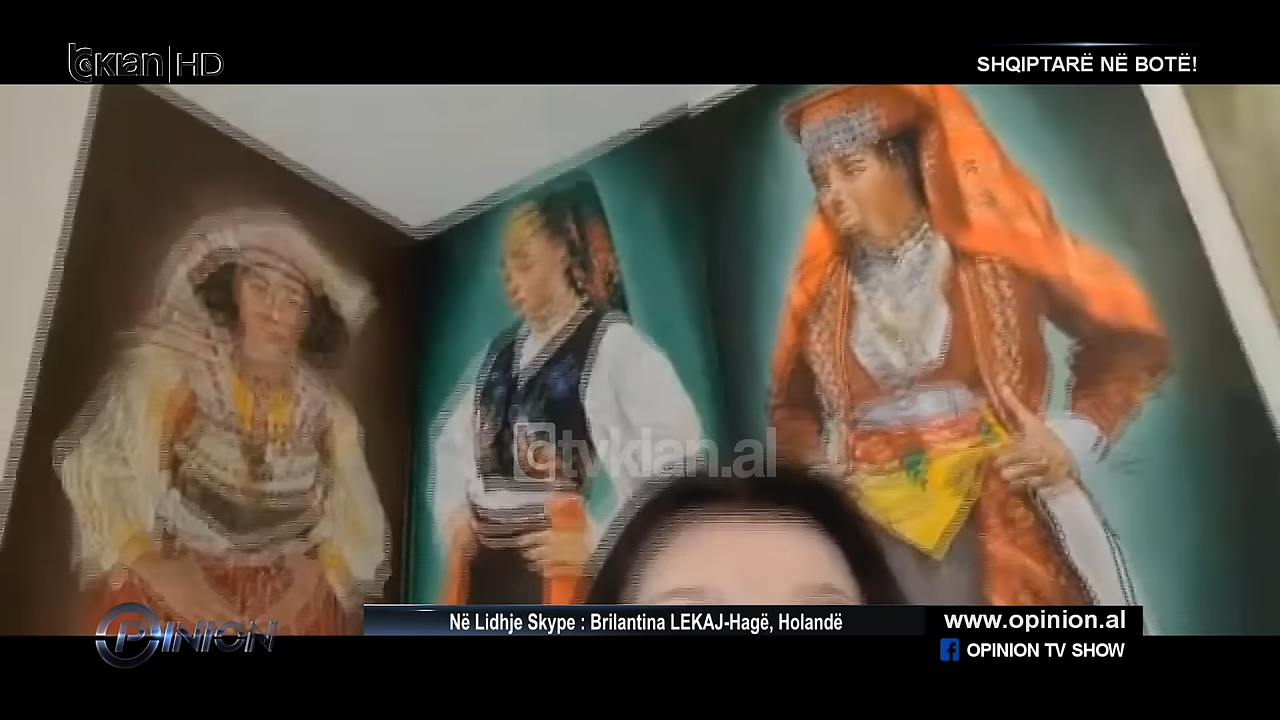 tvklan HD
SHQIPTARË NË BOTË!
tvklan.al
Në Lidhje Skype : Brilantina LEKAJ-Hagë, Holandë
www.opinion.al
OPINION
OPINION TV SHOW